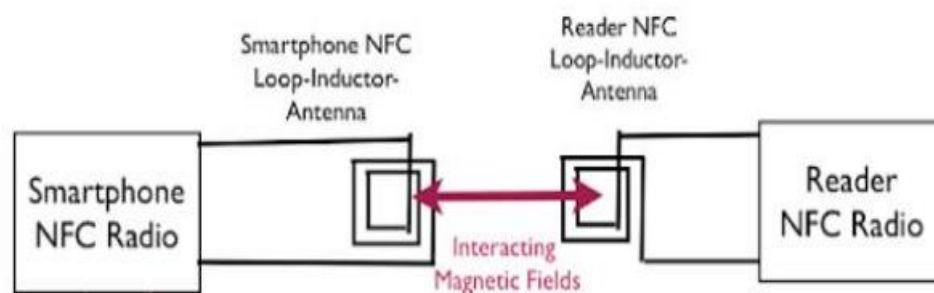 Smartphone NFC
Loop-Inductor-
Antenna
Reader NFC
Loop-Inductor-
Antenna
Smartphone
NFC Radio
Interacting
Magnetic Fields
Reader
NFC Radio